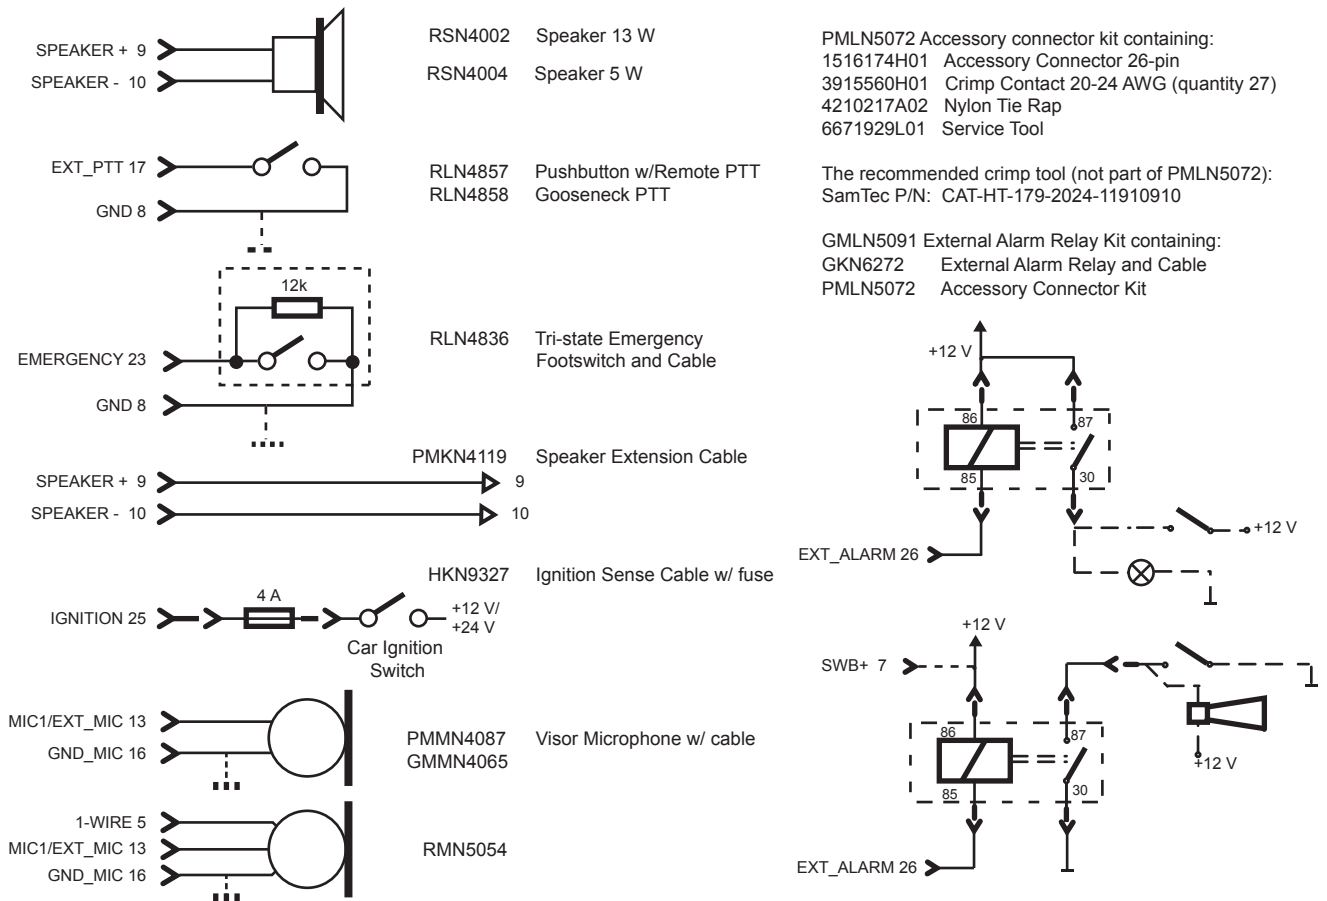 SPEAKER + 9
SPEAKER - 10
RSN4002 Speaker 13 W
RSN4004 Speaker 5 W
EXT_PTT 17
GND 8
RLN4857 Pushbutton w/Remote PTT
RLN4858 Gooseneck PTT
12k
EMERGENCY 23
GND 8
RLN4836 Tri-state Emergency
Footswitch and Cable
PMKN4119 Speaker Extension Cable
SPEAKER + 9
9
SPEAKER - 10
10
HKN9327 Ignition Sense Cable w/ fuse
4 A
IGNITION 25
+12 V/
+24 V
Car Ignition
Switch
MIC1/EXT_MIC 13
GND_MIC 16
PMMN4087 Visor Microphone w/ cable
GMMN4065
1-WIRE 5
MIC1/EXT_MIC 13
GND_MIC 16
RMN5054
PMLN5072 Accessory connector kit containing:
1516174H01 Accessory Connector 26-pin
3915560H01 Crimp Contact 20-24 AWG (quantity 27)
4210217A02 Nylon Tie Rap
6671929L01 Service Tool
The recommended crimp tool (not part of PMLN5072):
SamTec P/N: CAT-HT-179-2024-11910910
GMLN5091 External Alarm Relay Kit containing:
GKN6272 External Alarm Relay and Cable
PMLN5072 Accessory Connector Kit
+12 V
86
87
85
30
+12 V
EXT_ALARM 26
+12 V
SWB+ 7
86
87
+12 V
85
30
EXT_ALARM 26